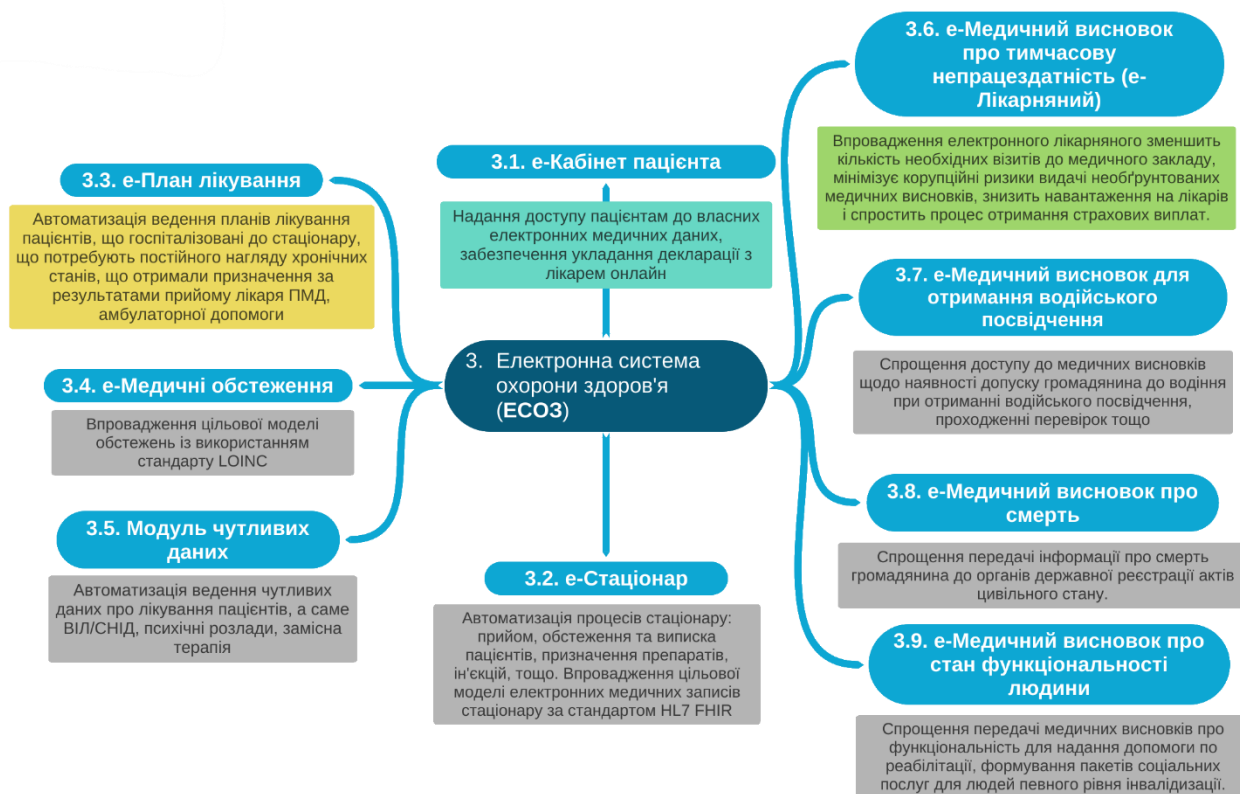 3. Електронна система
охорони здоров'я
(ЕСОЗ)
3.1. е-Кабінет пацієнта
Надання доступу пацієнтам до власних
електронних медичних даних,
забезпечення укладання декларації з
лікарем онлайн
3.2. е-Стаціонар
Автоматизація процесів стаціонару:
прийом, обстеження та виписка
пацієнтів, призначення препаратів,
ін'єкцій, тощо. Впровадження цільової
моделі електронних медичних записів
стаціонару за стандартом HL7 FHIR
3.3. е-План лікування
Автоматизація ведення планів лікування
пацієнтів, що госпіталізовані до стаціонару,
що потребують постійного нагляду хронічних
станів, що отримали призначення за
результатами прийому лікаря ПМД,
амбулаторної допомоги
3.4. е-Медичні обстеження
Впровадження цільової моделі
обстежень із використанням
стандарту LOINC
3.5. Модуль чутливих
даних
Автоматизація ведення чутливих
даних про лікування пацієнтів, а саме
ВІЛ/СНІД, психічні розлади, замісна
терапія
3.6. е-Медичний висновок
про тимчасову
непрацездатність (е-
Лікарняний)
Впровадження електронного лікарняного зменшить
кількість необхідних візитів до медичного закладу,
мінімізує корупційні ризики видачі необґрунтованих
медичних висновків, знизить навантаження на лікарів
і спростить процес отримання страхових виплат.
3.7. е-Медичний висновок для
отримання водійського
посвідчення
Спрощення доступу до медичних висновків
щодо наявності допуску громадянина до водіння
при отриманні водійського посвідчення,
проходженні перевірок тощо
3.8. е-Медичний висновок про
смерть
Спрощення передачі інформації про смерть
громадянина до органів державної реєстрації актів
цивільного стану.
3.9. е-Медичний висновок про
стан функціональності
людини
Спрощення передачі медичних висновків про
функціональність для надання допомоги по
реабілітації, формування пакетів соціальних
послуг для людей певного рівня інвалідизації.